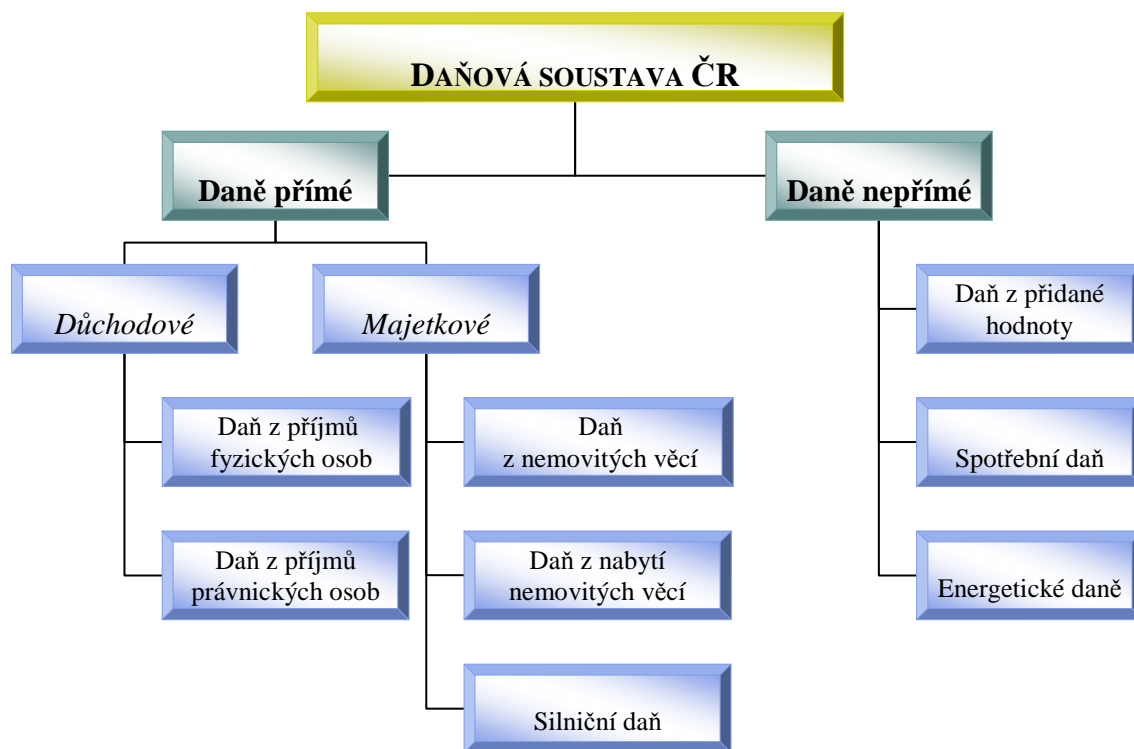 DAŇOVÁ SOUSTAVA ČR
Daně přímé
Daně nepřímé
Důchodové
Majetkové
Daň z příjmů
fyzických osob
Daň z příjmů
právnických osob
Daň
z nemovitých věcí
Daň z nabytí
nemovitých věcí
Silniční daň
Daň z přidané
hodnoty
Spotřební daň
Energetické daně